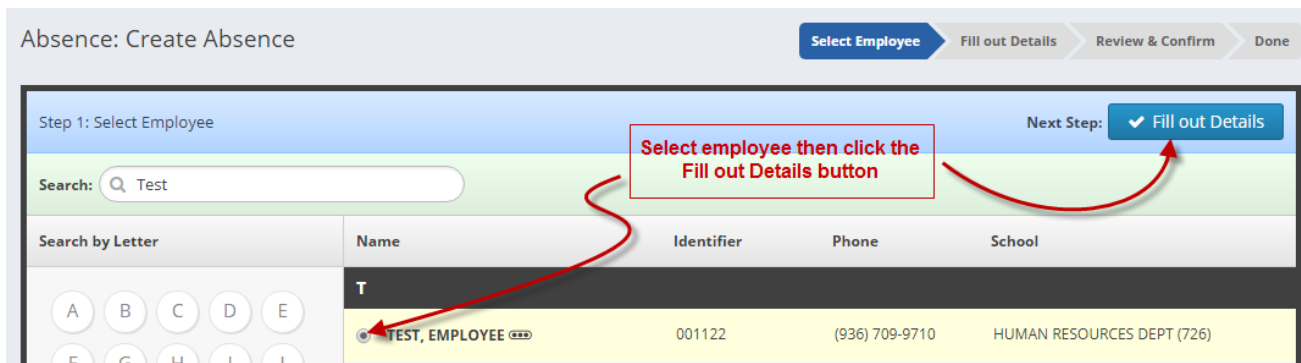 Absence: Create Absence
Select Employee Fill out Details Review & Confirm Done
Step 1: Select Employee
Next Step: Fill out Details
Select employee then click the
Fill out Details button
Search: Test
Search by Letter Name Identifier Phone School
T
A B C D E
TEST, EMPLOYEE 001122 (936) 709-9710 HUMAN RESOURCES DEPT (726)
F G H I J